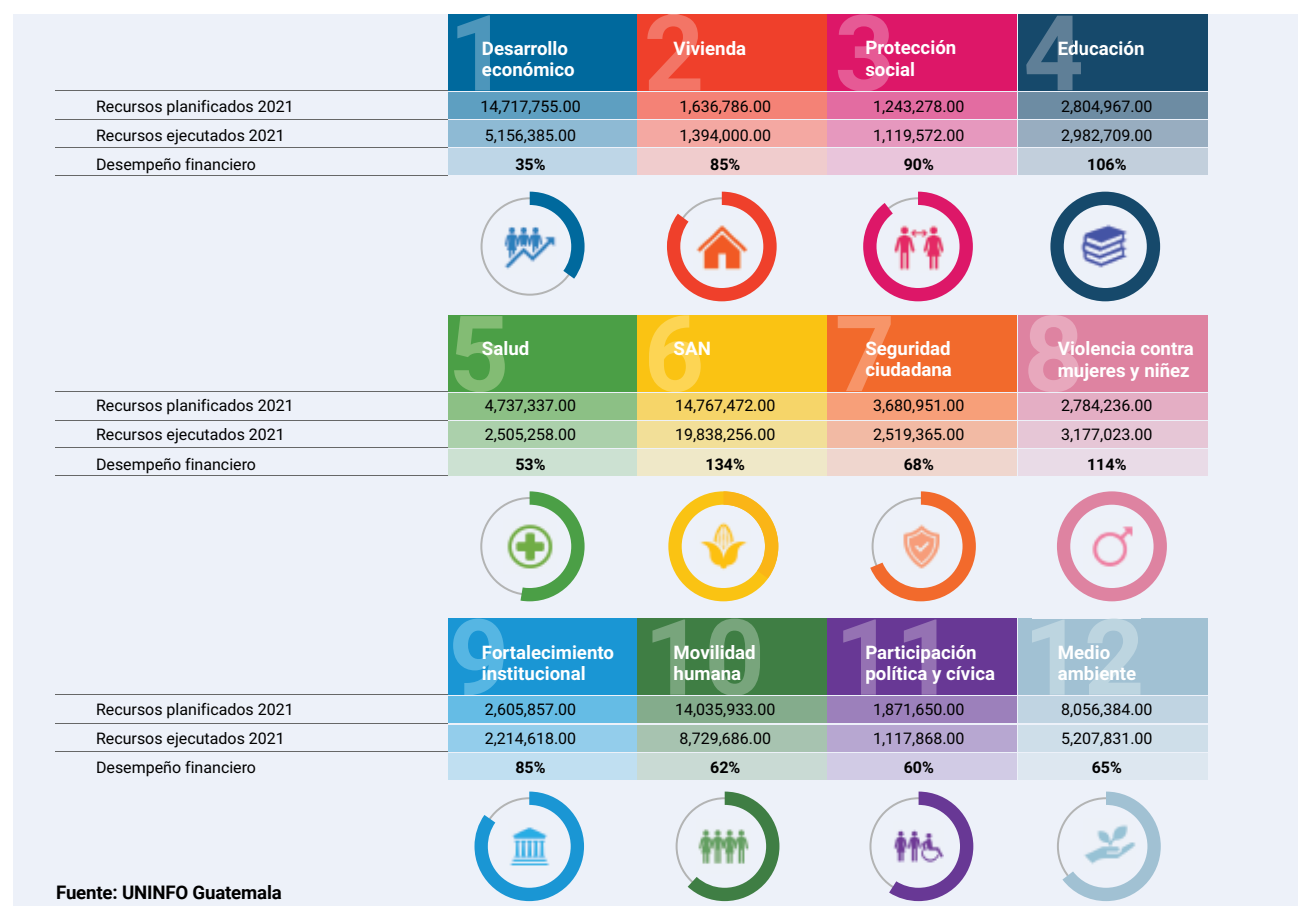 1 2 3 4
Desarrollo económico Vivienda Protección social Educación
Recursos planificados 2021 14,717,755.00 1,636,786.00 1,243,278.00 2,804,967.00
Recursos ejecutados 2021 5,156,385.00 1,394,000.00 1,119,572.00 2,982,709.00
Desempeño financiero 35% 85% 90% 106%
5 6 7 8
Salud SAN Seguridad ciudadana Violencia contra mujeres y niñez
Recursos planificados 2021 4,737,337.00 14,767,472.00 3,680,951.00 2,784,236.00
Recursos ejecutados 2021 2,505,258.00 19,838,256.00 2,519,365.00 3,177,023.00
Desempeño financiero 53% 134% 68% 114%
9 10 11 12
Fortalecimiento institucional Movilidad humana Participación política y cívica Medio ambiente
Recursos planificados 2021 2,605,857.00 14,035,933.00 1,871,650.00 8,056,384.00
Recursos ejecutados 2021 2,214,618.00 8,729,686.00 1,117,868.00 5,207,831.00
Desempeño financiero 85% 62% 60% 65%
Fuente: UNINFO Guatemala